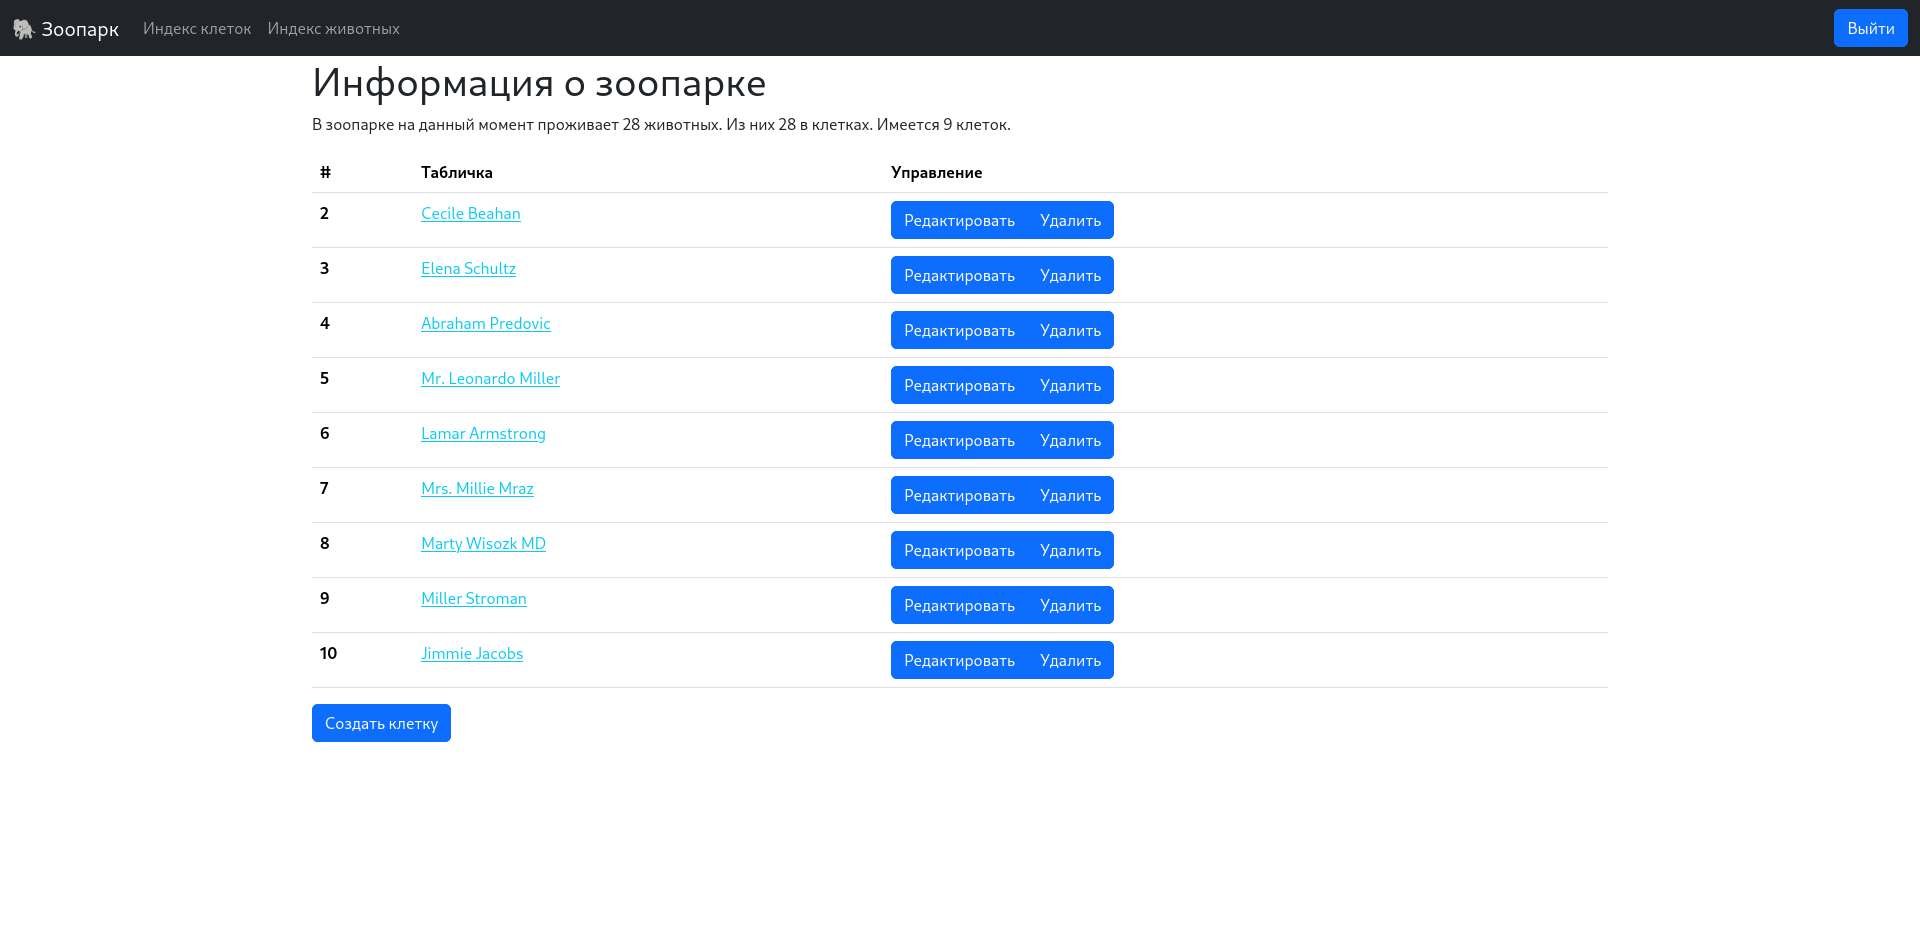 Зоопарк Индекс клеток Индекс животных Выйти
Информация о зоопарке
В зоопарке на данный момент проживает 28 животных. Из них 28 в клетках. Имеется 9 клеток.
# Табличка Управление
2 Cecile Beahan Редактировать Удалить
3 Elena Schultz Редактировать Удалить
4 Abraham Predovic Редактировать Удалить
5 Mr. Leonardo Miller Редактировать Удалить
6 Lamar Armstrong Редактировать Удалить
7 Mrs. Millie Mraz Редактировать Удалить
8 Marty Wisozk MD Редактировать Удалить
9 Miller Stroman Редактировать Удалить
10 Jimmie Jacobs Редактировать Удалить
Создать клетку